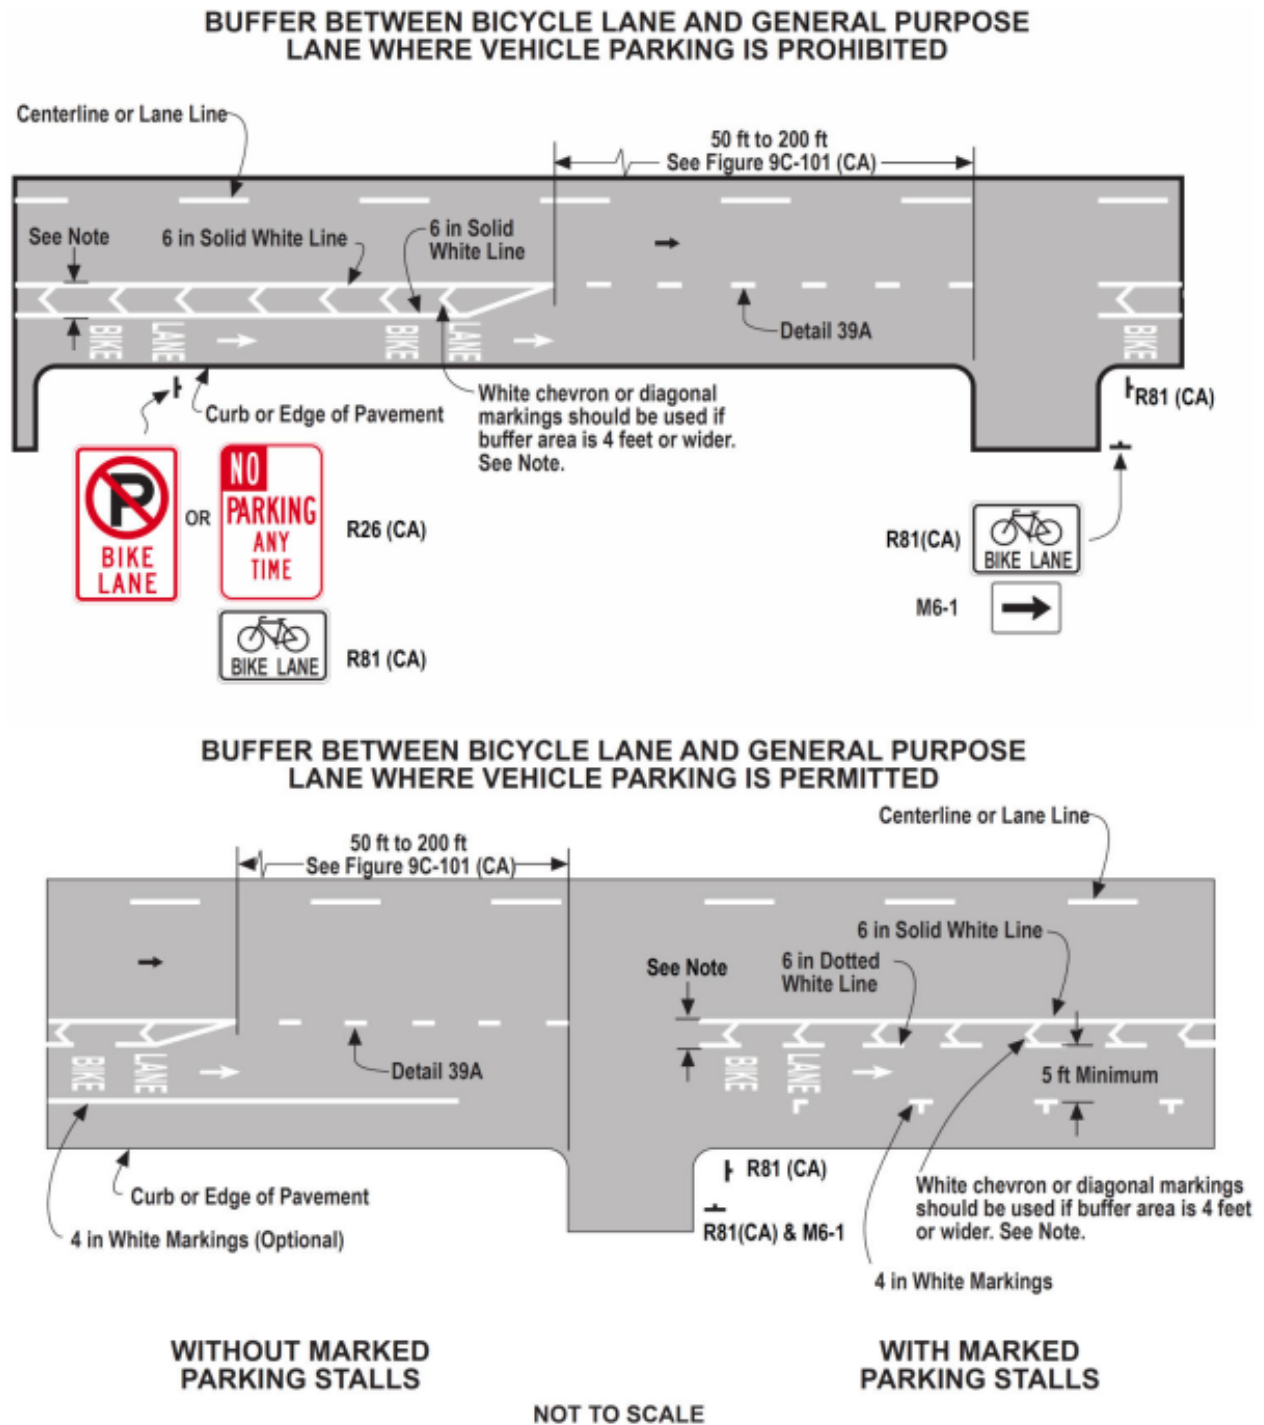 BUFFER BETWEEN BICYCLE LANE AND GENERAL PURPOSE
LANE WHERE VEHICLE PARKING IS PROHIBITED
Centerline or Lane Line
50 ft to 200 ft
See Figure 9C-101 (CA)
See Note
6 in Solid White Line
6 in Solid
White Line
Detail 39A
BIKE
LANE
BIKE
LANE
BIKE
Curb or Edge of Pavement
White chevron or diagonal
markings should be used if
buffer area is 4 feet or wider.
See Note.
R81 (CA)
P
BIKE
LANE
OR
NO
PARKING
ANY
TIME
R26 (CA)
BIKE LANE
R81 (CA)
R81(CA)
BIKE LANE
M6-1
BUFFER BETWEEN BICYCLE LANE AND GENERAL PURPOSE
LANE WHERE VEHICLE PARKING IS PERMITTED
Centerline or Lane Line
50 ft to 200 ft
See Figure 9C-101 (CA)
6 in Solid White Line
See Note
6 in Dotted
White Line
BIKE
LANE
Detail 39A
BIKE
LANE
5 ft Minimum
Curb or Edge of Pavement
4 in White Markings (Optional)
R81 (CA)
R81(CA) & M6-1
White chevron or diagonal markings
should be used if buffer area is 4 feet
or wider. See Note.
4 in White Markings
WITHOUT MARKED
PARKING STALLS
WITH MARKED
PARKING STALLS
NOT TO SCALE